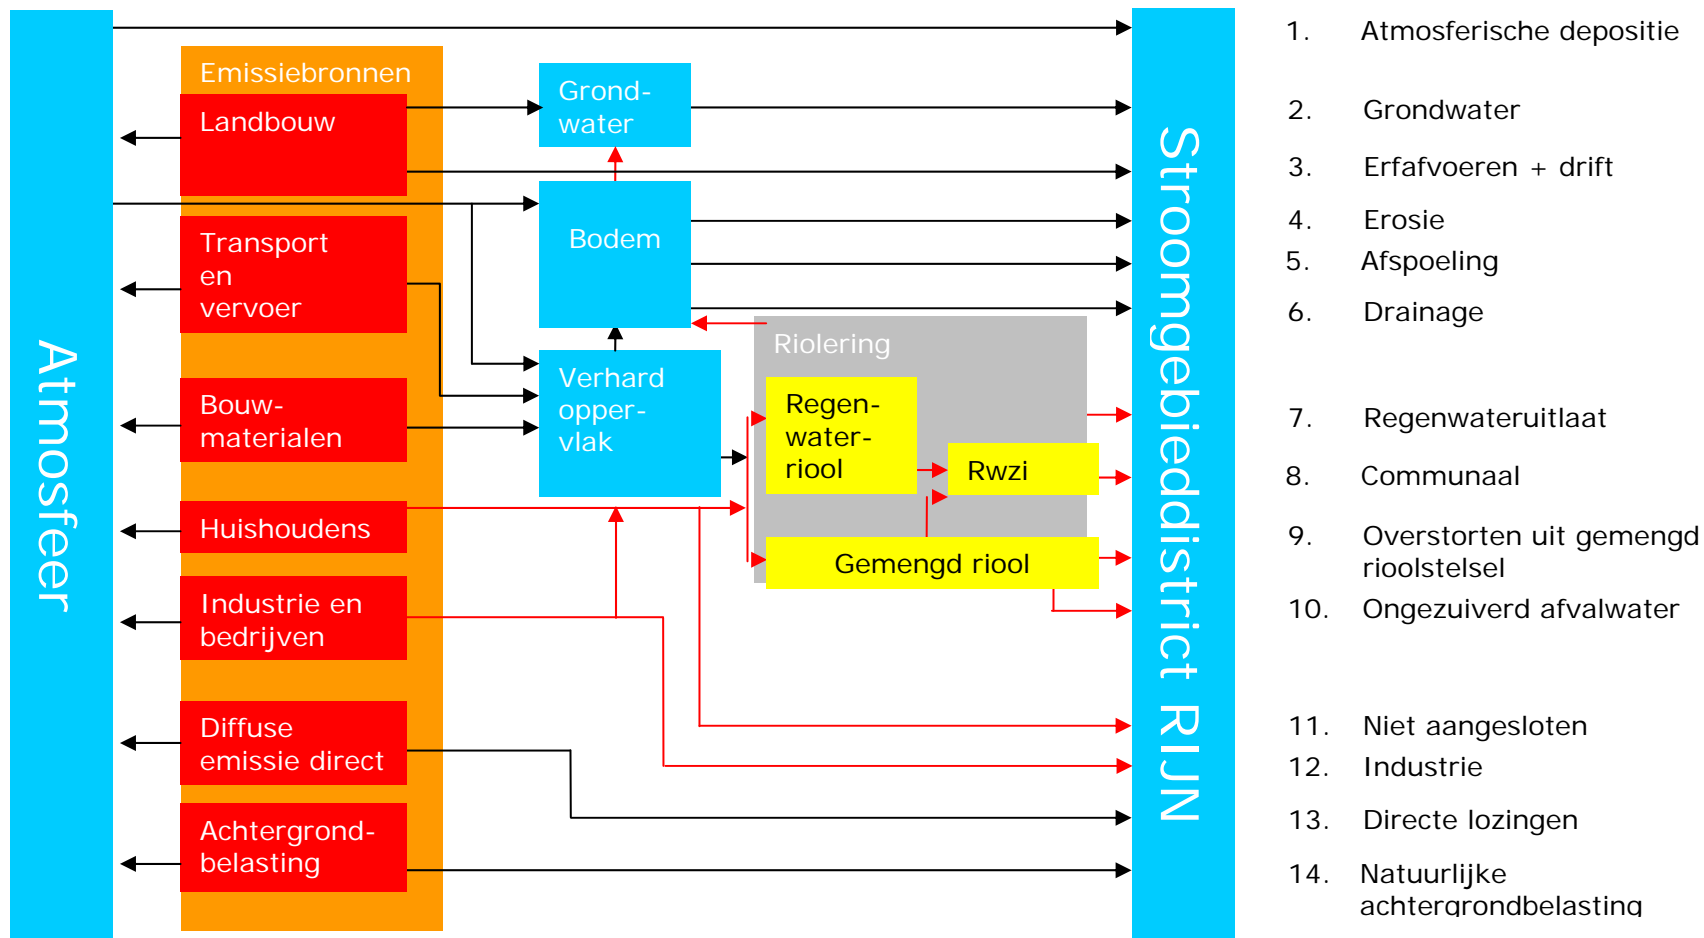 Atmosfeer
Emissiebronnen
Landbouw
Transport
en
vervoer
Bouw-
materialen
Huishoudens
Industrie en
bedrijven
Diffuse
emissie direct
Achtergrond-
belasting
Grond-
water
Bodem
Verhard
opper-
vlak
Riolering
Regen-
water-
riool
Rwzi
Gemengd riool
Stroomgebieddistrict RIJN
1. Atmosferische depositie
2. Grondwater
3. Erfafvoeren + drift
4. Erosie
5. Afspoeling
6. Drainage
7. Regenwateruitlaat
8. Communaal
9. Overstorten uit gemengd
rioolstelsel
10. Ongezuiverd afvalwater
11. Niet aangesloten
12. Industrie
13. Directe lozingen
14. Natuurlijke
achtergrondbelasting